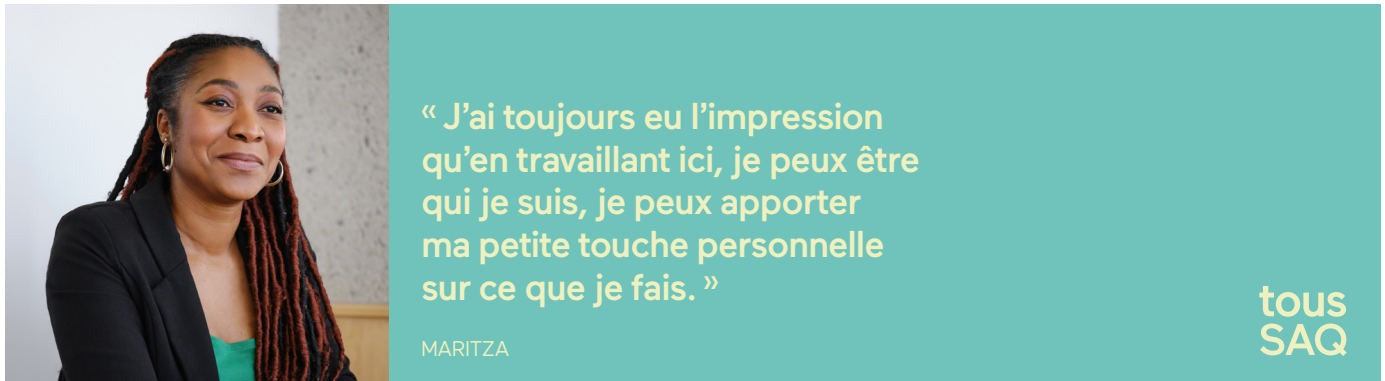 « J’ai toujours eu l’impression
qu’en travaillant ici, je peux être
qui je suis, je peux apporter
ma petite touche personnelle
sur ce que je fais. »
MARITZA
tous
SAQ